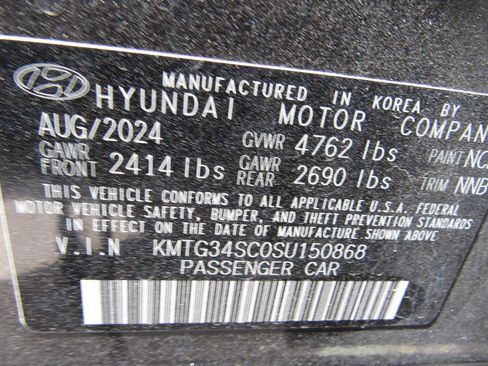 MANUFACTURED IN KOREA BY
HYUNDAI MOTOR COMPAN
AUG/2024 GVWR 4762 lbs PAINT NC
GAWR FRONT 2414 lbs GAWR REAR 2690 lbs TRIM NNB
THIS VEHICLE CONFORMS TO ALL APPLICABLE U.S.A. FEDERAL
MOTOR VEHICLE SAFETY, BUMPER, AND THEFT PREVENTION STANDARDS
IN EFFECT ON THE DATE OF MANUFACTURE SHOWN ABOVE
V.I.N KMTG34SC0SU150868
PASSENGER CAR